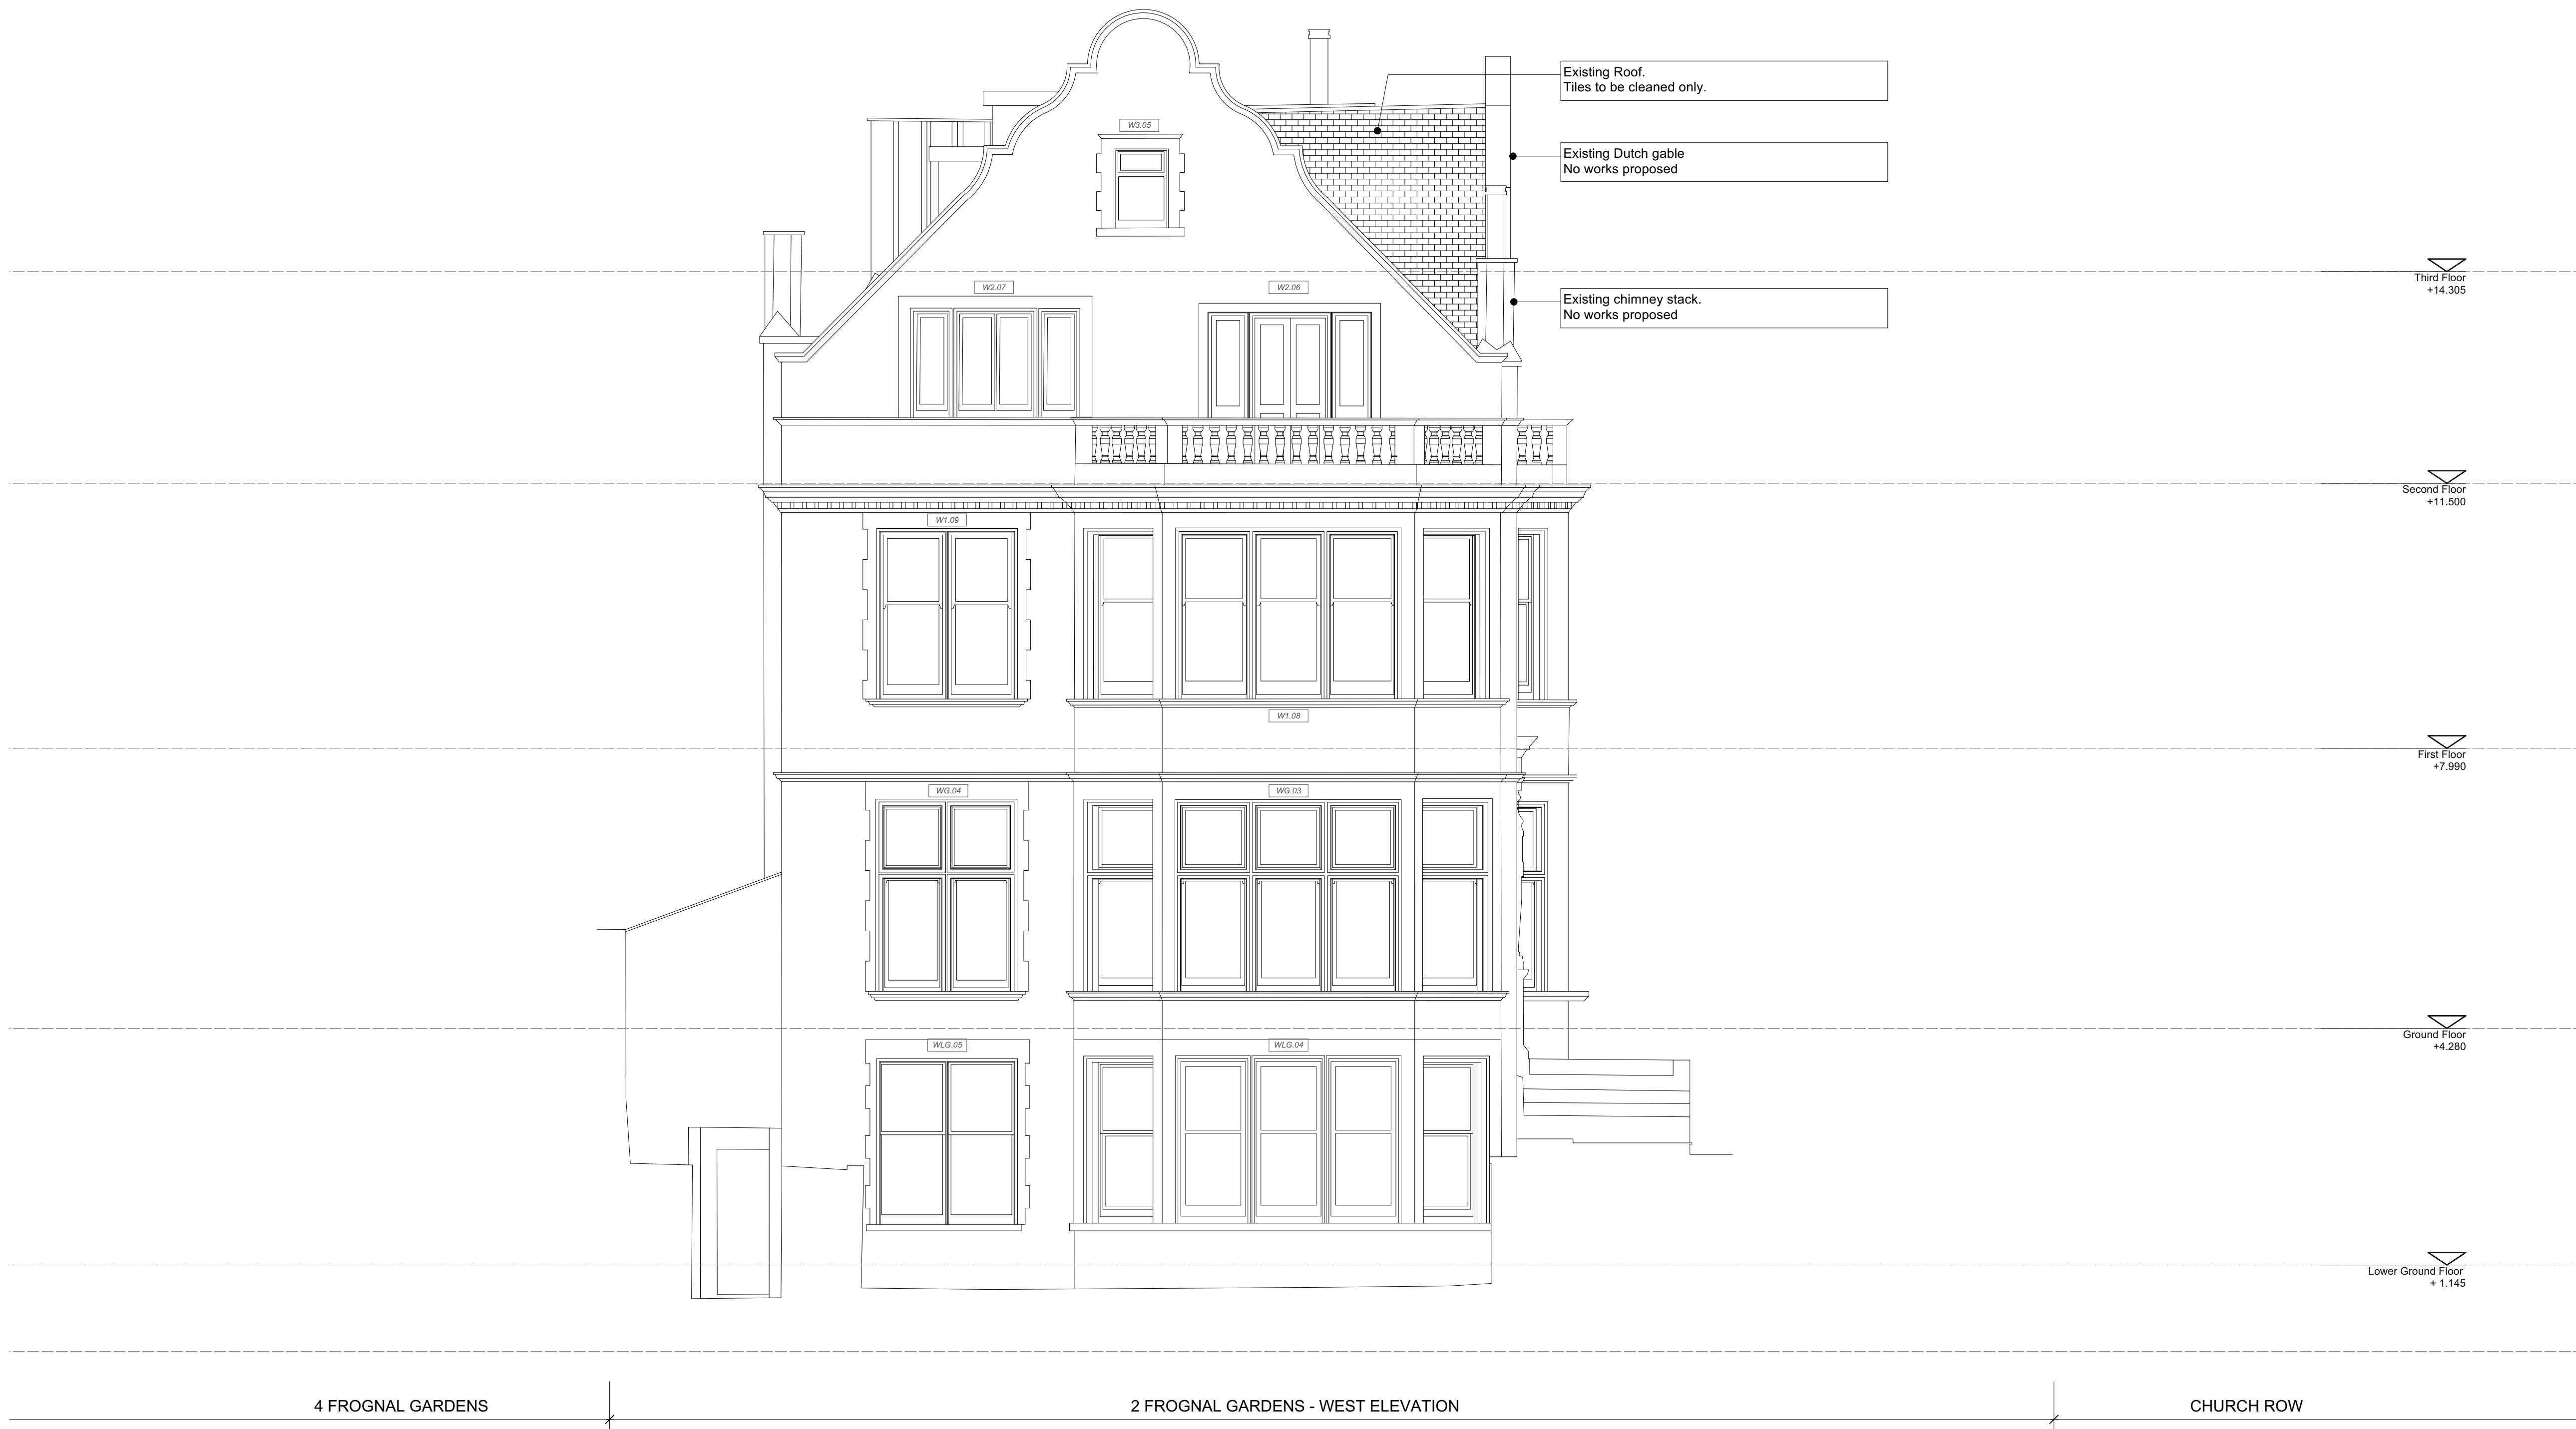 Existing Roof.
Tiles to be cleaned only.
W3.05
Existing Dutch gable
No works proposed
Third Floor
+14.305
W2.07
W2.06
Existing chimney stack.
No works proposed
Second Floor
+11.500
W1.09
W1.08
First Floor
+7.990
WG.04
WG.03
Ground Floor
+4.280
WLG.05
WLG.04
Lower Ground Floor
+ 1.145
4 FROGNAL GARDENS
2 FROGNAL GARDENS - WEST ELEVATION
CHURCH ROW